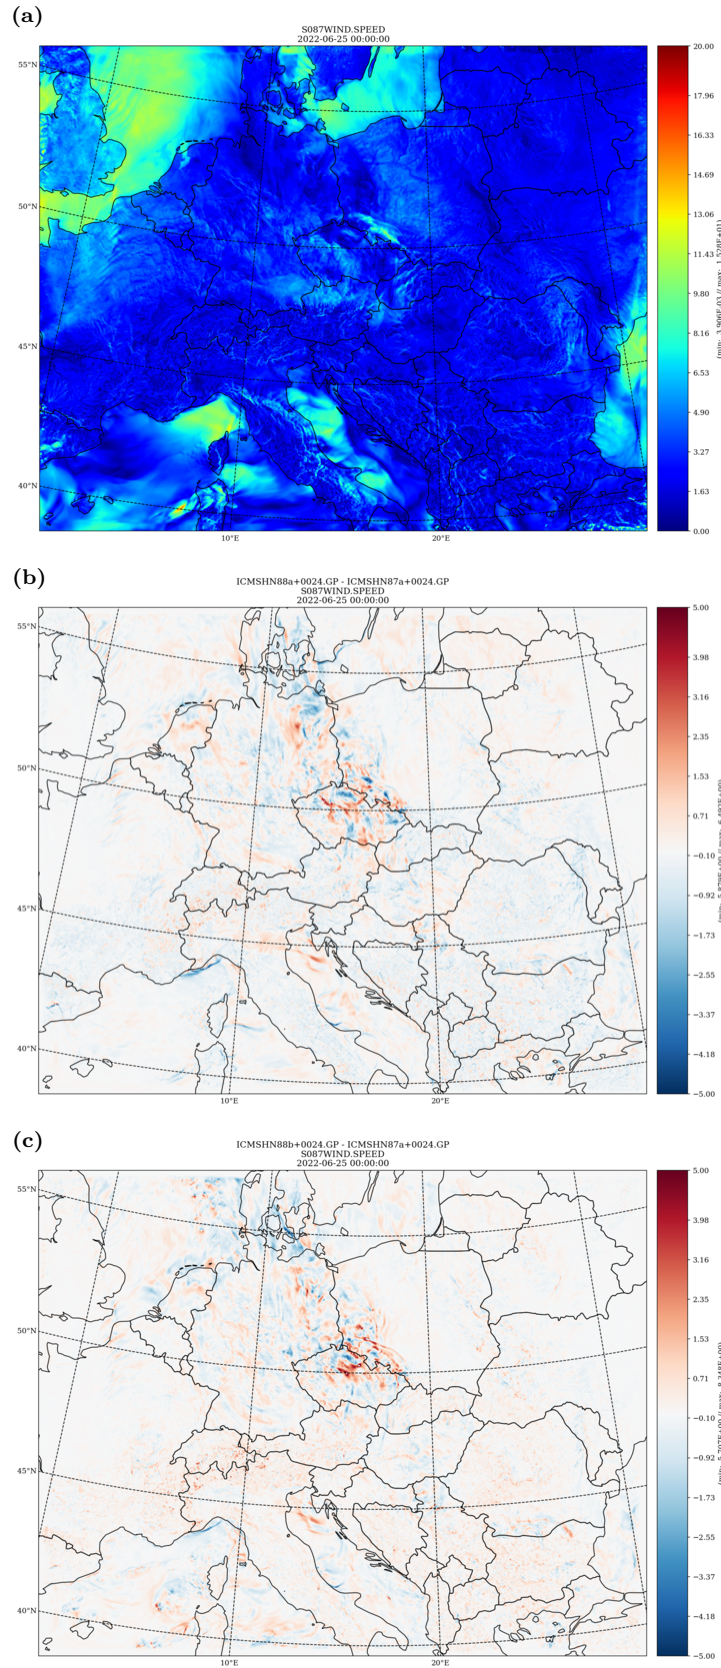 (a)
S087WIND.SPEED
2022-06-25 00:00:00
55°N
50°N
45°N
40°N
10°E
20°E
20.00
17.96
16.33
14.69
13.06
11.43
9.80
8.16
6.53
4.90
3.27
1.63
0.00
(b)
ICMSHN88a+0024.GP - ICMSHN87a+0024.GP
S087WIND.SPEED
2022-06-25 00:00:00
55°N
50°N
45°N
40°N
10°E
20°E
5.00
3.98
3.16
2.35
1.53
0.71
−0.10
−0.92
−1.73
−2.55
−3.37
−4.18
−5.00
(c)
ICMSHN88b+0024.GP - ICMSHN87a+0024.GP
S087WIND.SPEED
2022-06-25 00:00:00
55°N
50°N
45°N
40°N
10°E
20°E
5.00
3.98
3.16
2.35
1.53
0.71
−0.10
−0.92
−1.73
−2.55
−3.37
−4.18
−5.00